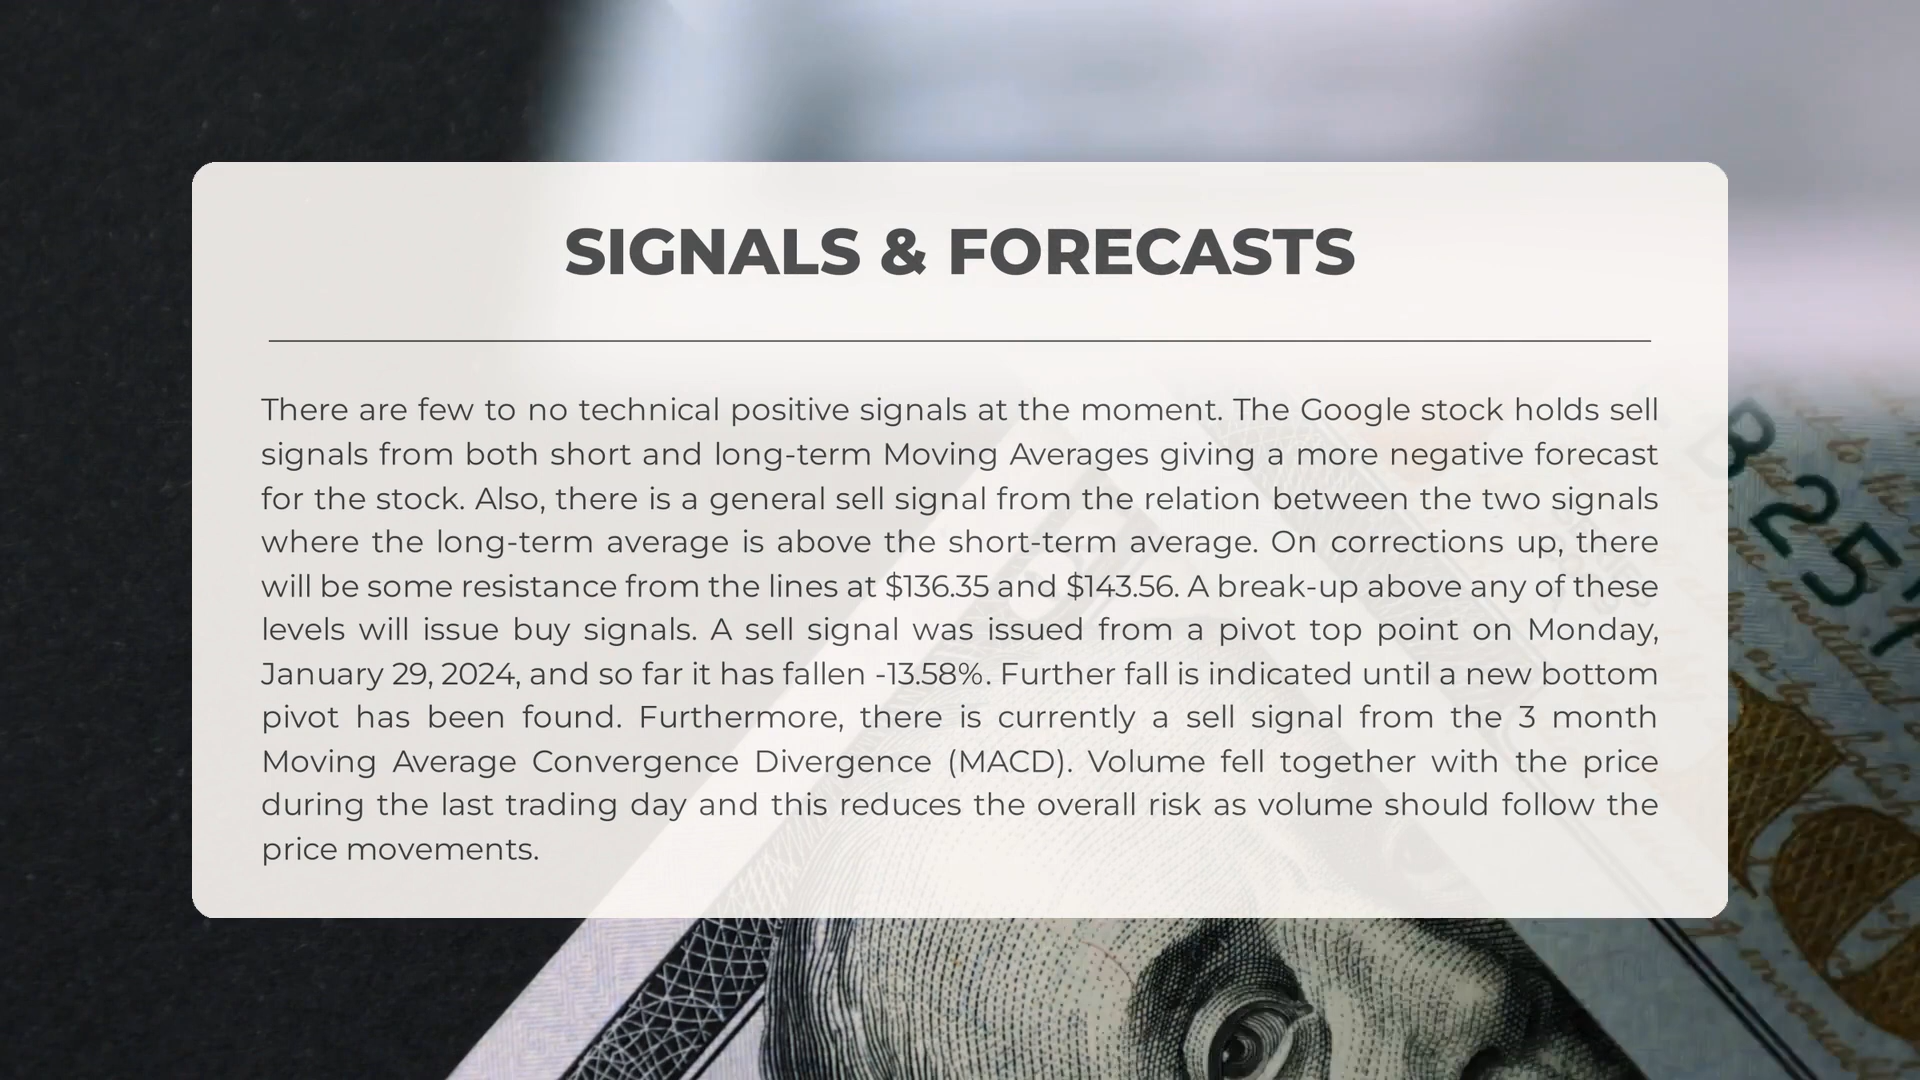 SIGNALS & FORECASTS
There are few to no technical positive signals at the moment. The Google stock holds sell
signals from both short and long-term Moving Averages giving a more negative forecast
for the stock. Also, there is a general sell signal from the relation between the two signals
where the long-term average is above the short-term average. On corrections up, there
will be some resistance from the lines at $136.35 and $143.56. A break-up above any of these
levels will issue buy signals. A sell signal was issued from a pivot top point on Monday,
January 29, 2024, and so far it has fallen -13.58%. Further fall is indicated until a new bottom
pivot has been found. Furthermore, there is currently a sell signal from the 3 month
Moving Average Convergence Divergence (MACD). Volume fell together with the price
during the last trading day and this reduces the overall risk as volume should follow the
price movements.